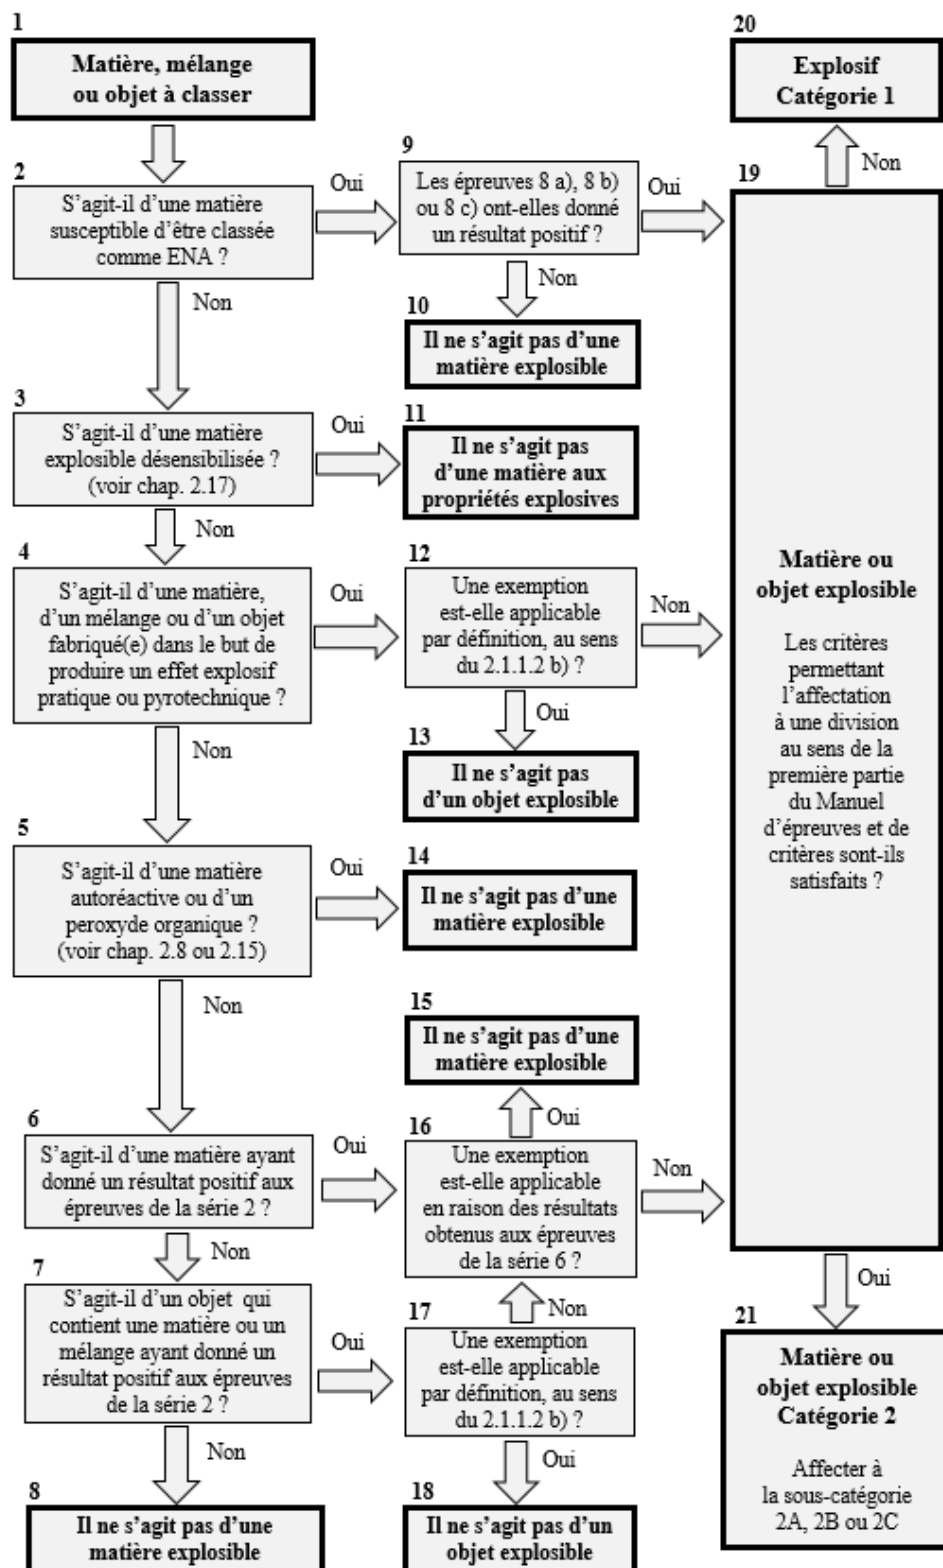 1
Matière, mélange
ou objet à classer
20
Explosif
Catégorie 1
Non
2
S'agit-il d'une matière
susceptible d'être classée
comme ENA ?
Oui
Non
9
Les épreuves 8 a), 8 b)
ou 8 c) ont-elles donné
un résultat positif ?
Oui
Non
10
Il ne s'agit pas d'une
matière explosible
3
S'agit-il d'une matière
explosible désensibilisée ?
(voir chap. 2.17)
Oui
Non
11
Il ne s'agit pas
d'une matière aux
propriétés explosives
4
S'agit-il d'une matière,
d'un mélange ou d'un objet
fabriqué(e) dans le but de
produire un effet explosif
pratique ou pyrotechnique ?
Oui
Non
12
Une exemption
est-elle applicable
par définition, au sens
du 2.1.1.2 b) ?
Non
Oui
13
Il ne s'agit pas
d'un objet explosible
5
S'agit-il d'une matière
autoréactive ou d'un
peroxyde organique ?
(voir chap. 2.8 ou 2.15)
Oui
Non
14
Il ne s'agit pas d'une
matière explosible
15
Il ne s'agit pas d'une
matière explosible
Oui
6
S'agit-il d'une matière ayant
donné un résultat positif aux
épreuves de la série 2 ?
Oui
Non
16
Une exemption
est-elle applicable
en raison des résultats
obtenus aux épreuves
de la série 6 ?
Non
Non
7
S'agit-il d'un objet qui
contient une matière ou un
mélange ayant donné un
résultat positif aux épreuves
de la série 2 ?
Oui
Non
17
Une exemption
est-elle applicable
par définition, au sens
du 2.1.1.2 b) ?
Oui
8
Il ne s'agit pas d'une
matière explosible
18
Il ne s'agit pas d'un
objet explosible
19
Matière ou
objet explosible
Les critères
permettant
l'affectation
à une division
au sens de la
première partie
du Manuel
d'épreuves et de
critères sont-ils
satisfaits ?
Oui
21
Matière ou
objet explosible
Catégorie 2
Affecter à
la sous-catégorie
2A, 2B ou 2C